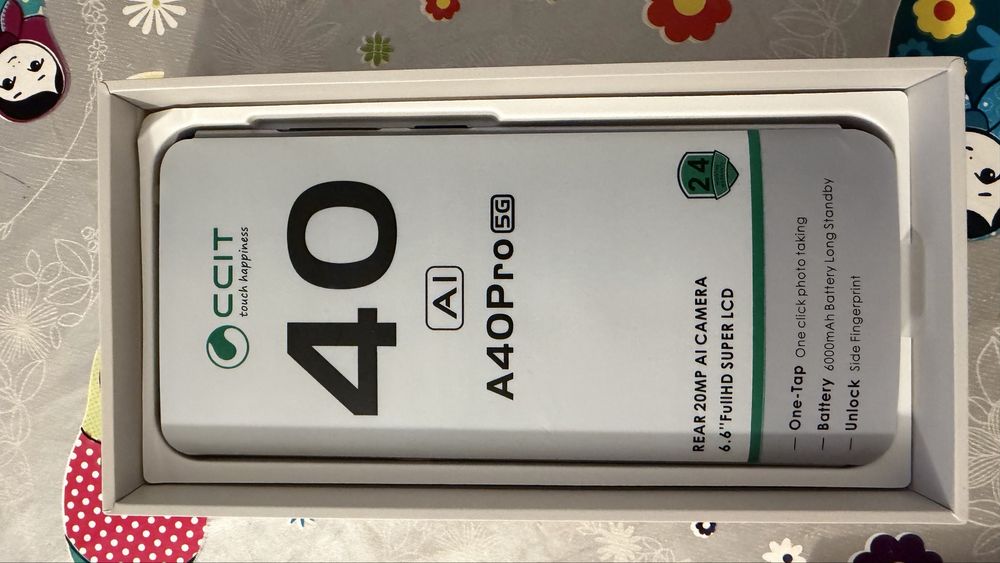 CCIT
touch happiness
40
AI
A40Pro 5G
24
REAR 20MP AI CAMERA
6.6"FullHD SUPER LCD
— One-Tap One click photo taking
— Battery 6000mAh Battery Long Standby
— Unlock Side Fingerprint